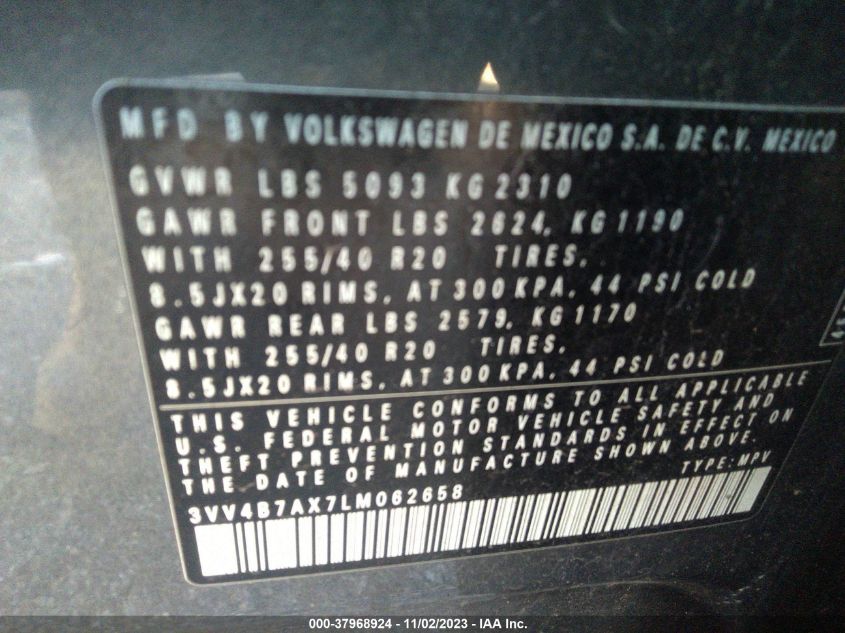 MFD BY VOLKSWAGEN DE MEXICO S.A. DE C.V. MEXICO
GVWR LBS 5093 KG 2310
GAWR FRONT LBS 2624, KG 1190
WITH 255/40 R20 TIRES,
8.5JX20 RIMS, AT 300 KPA, 44 PSI COLD
GAWR REAR LBS 2579, KG 1170
WITH 255/40 R20 TIRES,
8.5JX20 RIMS, AT 300 KPA, 44 PSI COLD
THIS VEHICLE CONFORMS TO ALL APPLICABLE
U.S. FEDERAL MOTOR VEHICLE SAFETY AND
THEFT PREVENTION STANDARDS IN EFFECT ON
THE DATE OF MANUFACTURE SHOWN ABOVE.
3VV4B7AX7LM062658 TYPE: MPV
000-37968924 - 11/02/2023 - IAA Inc.